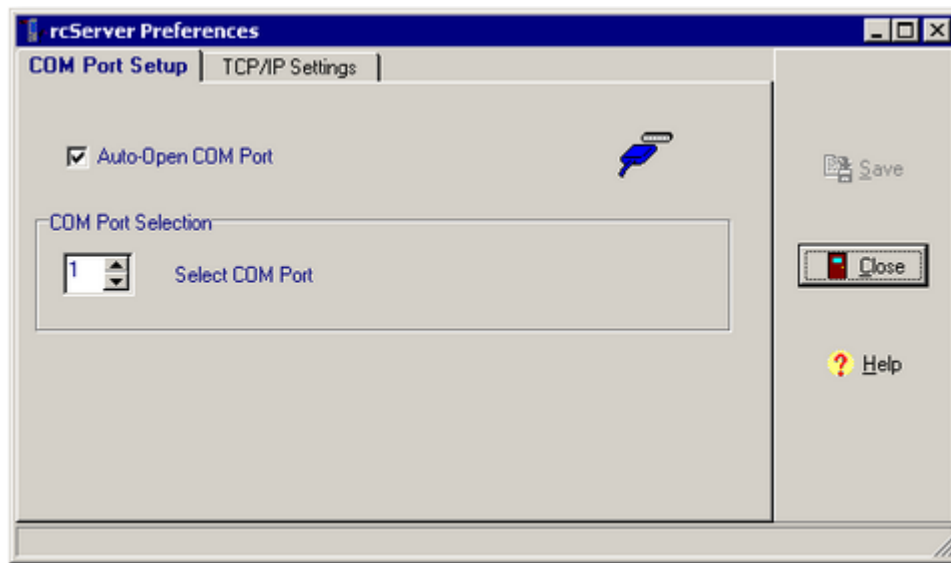 rcServer Preferences
COM Port Setup
TCP/IP Settings
Auto-Open COM Port
Save
COM Port Selection
1
Select COM Port
Close
Help